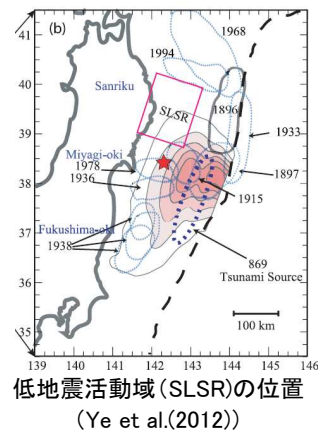 (b)
1968
1994
Sanriku
SLSR
1896
1933
Miyagi-oki
1978
1936
1897
1915
Fukushima-oki
1938
869
Tsunami Source
100 km
41
40
39
38
37
36
35
35
139 140 141 142 143 144 145 146
低地震活動域(SLSR)の位置
(Ye et al.(2012))